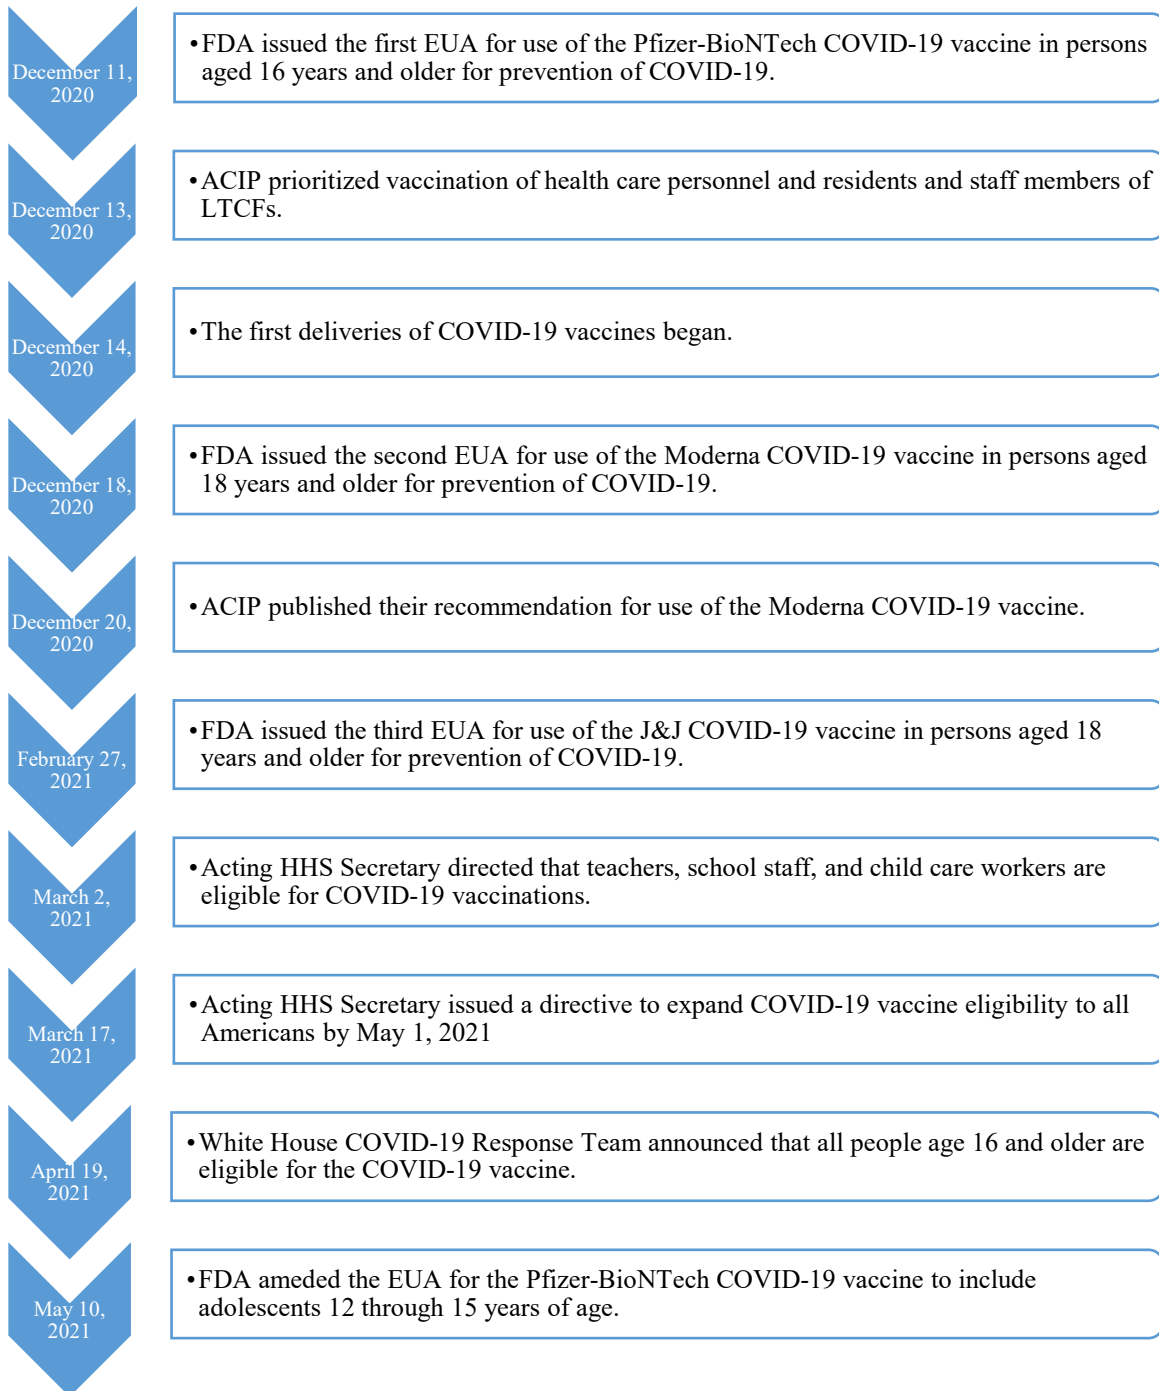 December 11,
2020
•FDA issued the first EUA for use of the Pfizer-BioNTech COVID-19 vaccine in persons
aged 16 years and older for prevention of COVID-19.
December 13,
2020
•ACIP prioritized vaccination of health care personnel and residents and staff members of
LTCFs.
December 14,
2020
•The first deliveries of COVID-19 vaccines began.
December 18,
2020
•FDA issued the second EUA for use of the Moderna COVID-19 vaccine in persons aged
18 years and older for prevention of COVID-19.
December 20,
2020
•ACIP published their recommendation for use of the Moderna COVID-19 vaccine.
February 27,
2021
•FDA issued the third EUA for use of the J&J COVID-19 vaccine in persons aged 18
years and older for prevention of COVID-19.
March 2,
2021
•Acting HHS Secretary directed that teachers, school staff, and child care workers are
eligible for COVID-19 vaccinations.
March 17,
2021
•Acting HHS Secretary issued a directive to expand COVID-19 vaccine eligibility to all
Americans by May 1, 2021
April 19,
2021
•White House COVID-19 Response Team announced that all people age 16 and older are
eligible for the COVID-19 vaccine.
May 10,
2021
•FDA ameded the EUA for the Pfizer-BioNTech COVID-19 vaccine to include
adolescents 12 through 15 years of age.